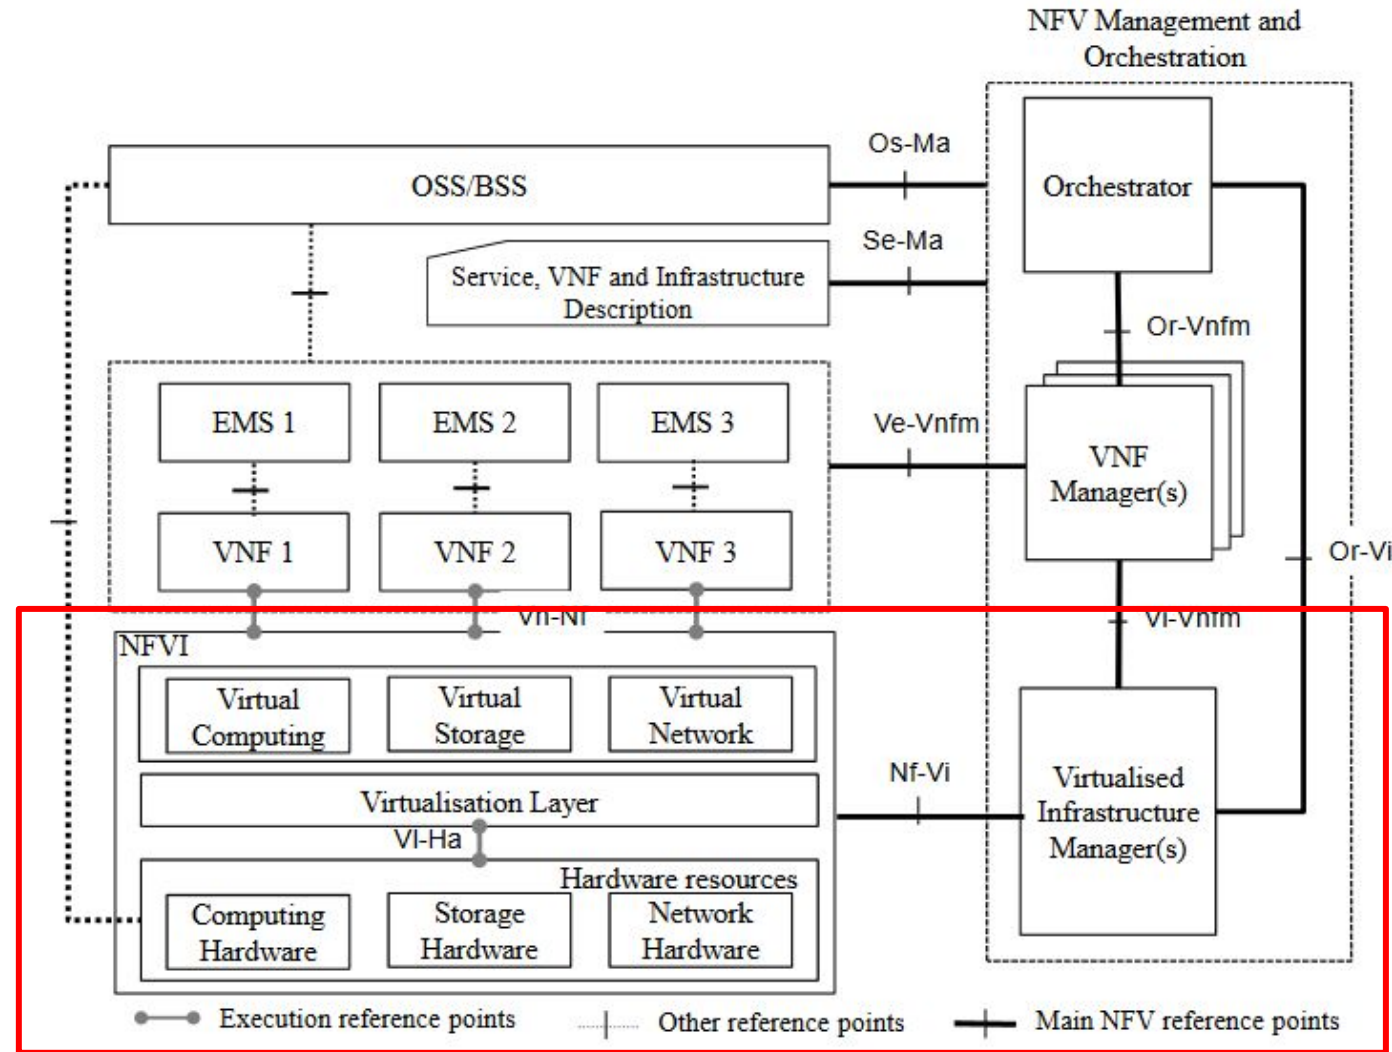 NFV Management and
Orchestration
Os-Ma
OSS/BSS
Orchestrator
Se-Ma
Service, VNF and Infrastructure
Description
Or-Vnfm
EMS 1
EMS 2
EMS 3
Ve-Vnfm
VNF
Manager(s)
VNF 1
VNF 2
VNF 3
Or-Vi
Vn-Nf
Vi-Vnfm
NFVI
Virtual
Computing
Virtual
Storage
Virtual
Network
Nf-Vi
Virtualised
Infrastructure
Manager(s)
Virtualisation Layer
Vl-Ha
Hardware resources
Computing
Hardware
Storage
Hardware
Network
Hardware
Execution reference points
Other reference points
Main NFV reference points